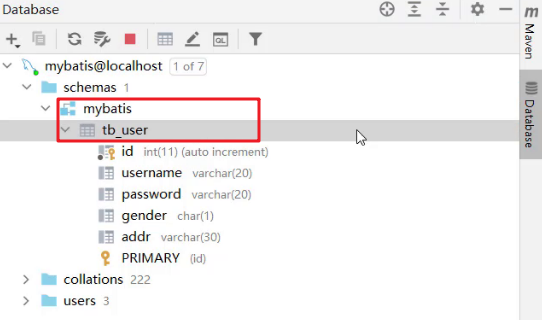 Database
QL
mybatis@localhost 1 of 7
schemas 1
mybatis
tb_user
id int(11) (auto increment)
username varchar(20)
password varchar(20)
gender char(1)
addr varchar(30)
PRIMARY (id)
collations 222
users 3
m
Maven
Database